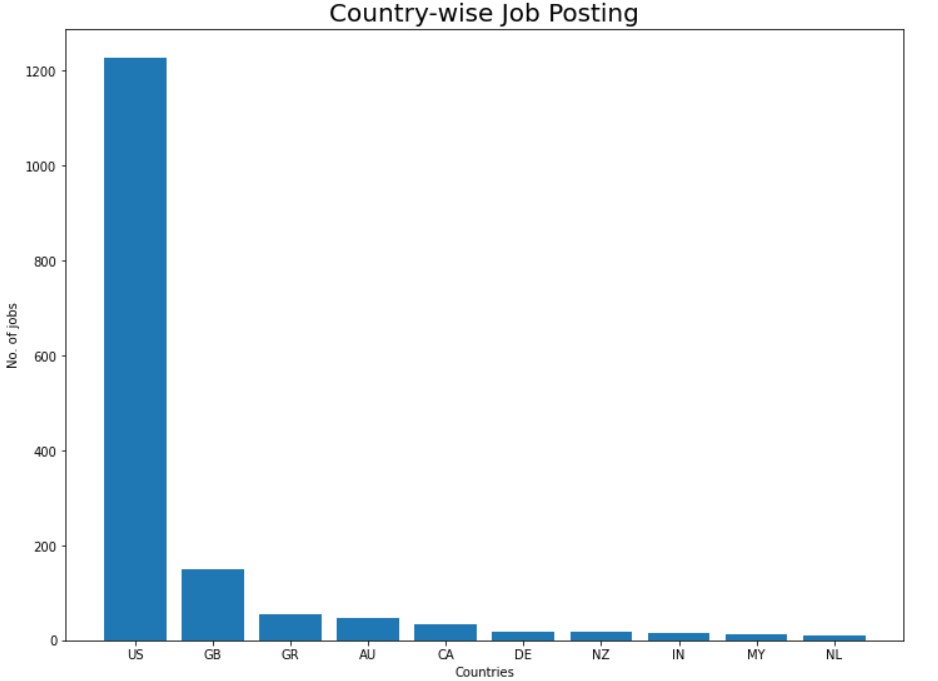 Country-wise Job Posting
1200
1000
800
600
400
200
0
No. of jobs
US GB GR AU CA DE NZ IN MY NL
Countries